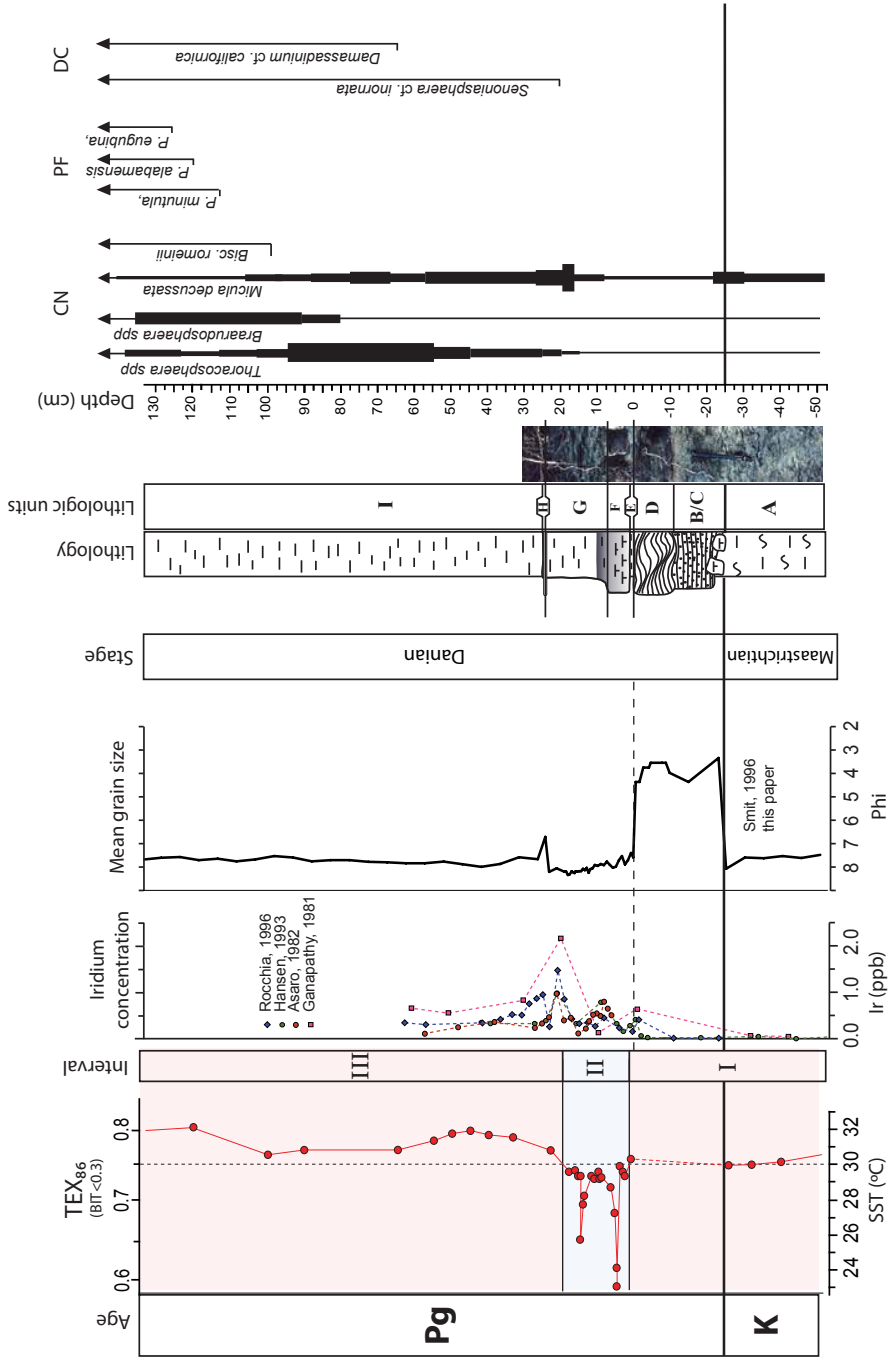 Age
Pg
K
TEX86
(BIT<0.3)
0.6
0.7
0.8
SST (ºC)
24
26
28
30
32
Interval
III
II
I
Iridium
concentration
Rocchia, 1996
Hansen, 1993
Asaro, 1982
Ganapathy, 1981
Ir (ppb)
0.0
1.0
2.0
Mean grain size
Smit, 1996
this paper
Phi
8
7
6
5
4
3
2
Stage
Danian
Maastrichtian
Lithology
Lithologic units
I
H
G
F
E
D
B/C
A
Depth (cm)
130
120
110
100
90
80
70
60
50
40
30
20
10
0
-10
-20
-30
-40
-50
CN
Thoracosphaera spp
Braarudosphaera spp
Micula decussata
Bisc. romeinii
PF
P. minutula,
P. alabamensis
P. eugubina,
DC
Senoniasphaera cf. inornata
Damassadinium cf. californica